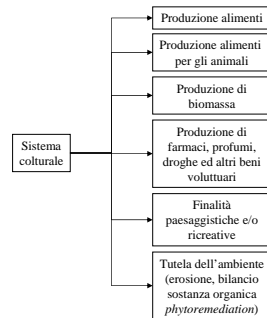 Produzione alimenti
Produzione alimenti
per gli animali
Produzione di
biomassa
Sistema
colturale
Produzione di
farmaci, profumi,
droghe ed altri beni
voluttuari
Finalità
paesaggistiche e/o
ricreative
Tutela dell'ambiente
(erosione, bilancio
sostanza organica
phytoremediation)